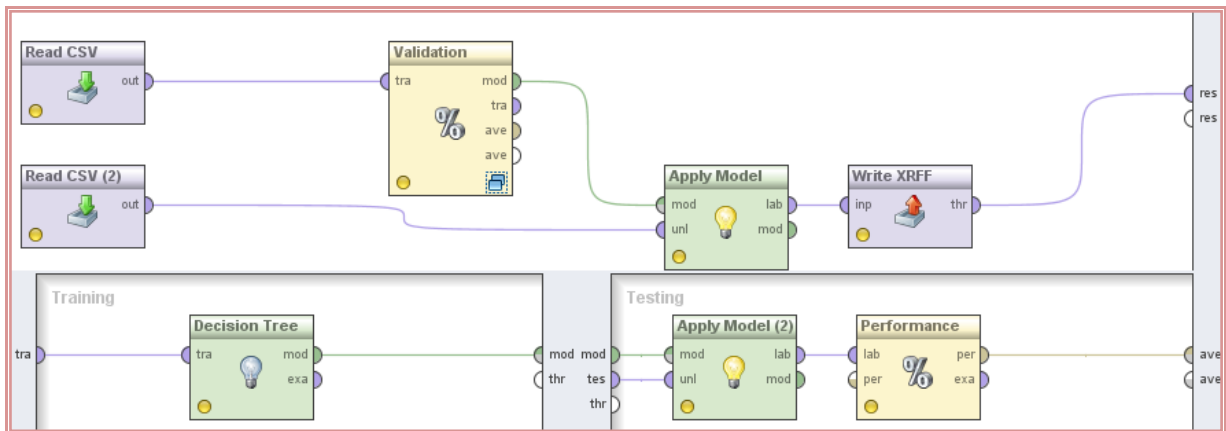 Read CSV
out
Validation
tra
mod
tra
ave
ave
res
res
Read CSV (2)
out
Apply Model
mod
unl
lab
mod
Write XRFF
inp
thr
Training
tra
Decision Tree
tra
mod
exa
mod
thr
Testing
mod
tes
thr
Apply Model (2)
mod
unl
lab
mod
Performance
lab
per
per
exa
ave
ave